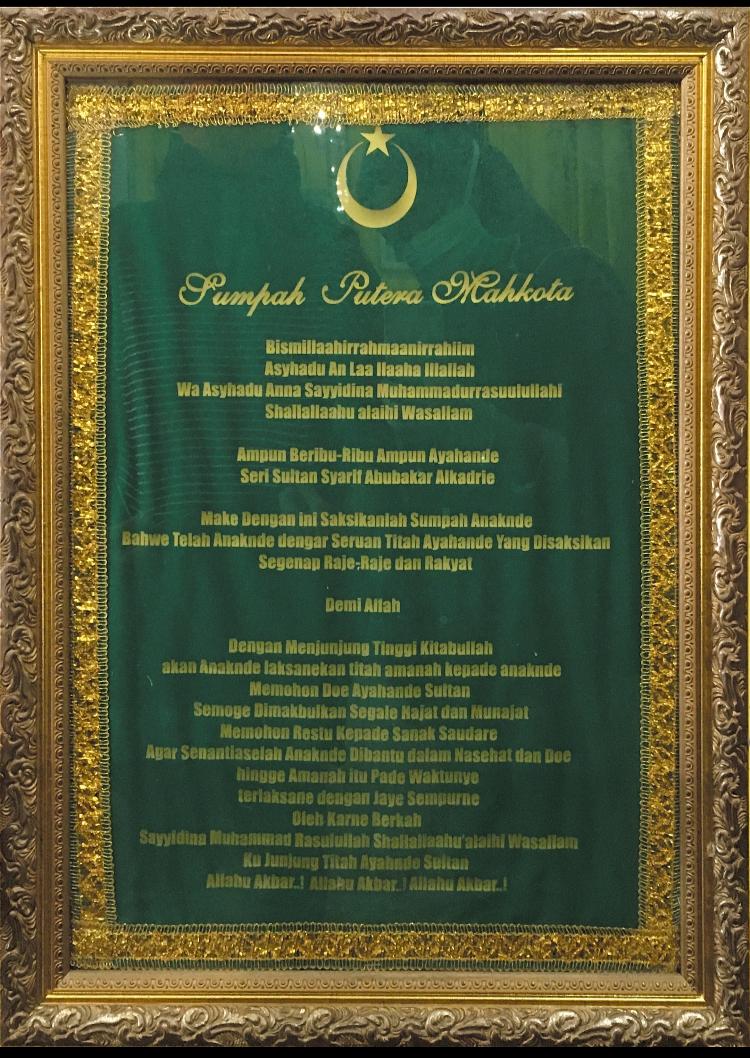 Sumpah Putera Mahkota
Bismillaahirrahmaanirrahiim
Asyhadu An Laa Ilaaha Illallah
Wa Asyhadu Anna Sayyidina Muhammadurrasuulullahi
Shallallaahu alaihi Wasallam
Ampun Beribu-Ribu Ampun Ayahande
Seri Sultan Syarif Abubakar Alkadrie
Make Dengan ini Saksikanlah Sumpah Anaknde
Bahwe Telah Anaknde dengar Seruan Titah Ayahande Yang Disaksikan
Segenap Raje-Raje dan Rakyat
Demi Allah
Dengan Menjunjung Tinggi Kitabullah
akan Anaknde laksanekan titah amanah kepade anaknde
Memohon Doe Ayahande Sultan
Semoge Dimakbulkan Segale Hajat dan Munajat
Memohon Restu Kepade Sanak Saudare
Agar Senantiaselah Anaknde Dibantu dalam Nasehat dan Doe
hingge Amanah itu Pade Waktunye
terlaksane dengan Jaye Sempurne
Oleh Karne Berkah
Sayyidina Muhammad Rasulullah Shallallaahu'alaihi Wasallam
Ku Junjung Titah Ayahnde Sultan
Allahu Akbar..! Allahu Akbar..! Allahu Akbar..!